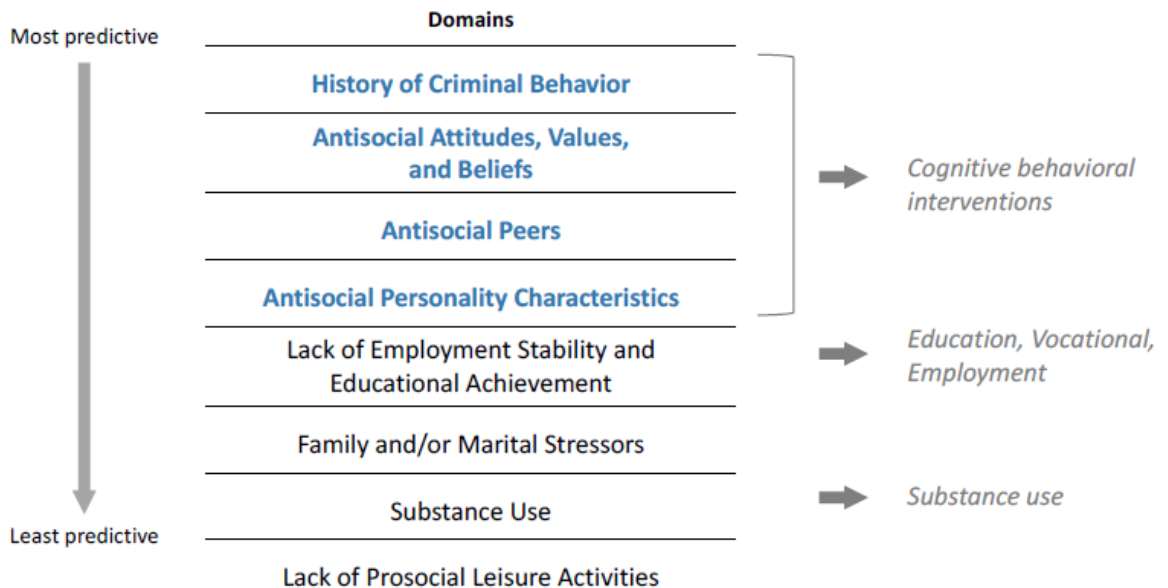 Domains
Most predictive
History of Criminal Behavior
Antisocial Attitudes, Values,
and Beliefs
Cognitive behavioral
interventions
Antisocial Peers
Antisocial Personality Characteristics
Lack of Employment Stability and
Educational Achievement
Education, Vocational,
Employment
Family and/or Marital Stressors
Substance Use
Substance use
Least predictive
Lack of Prosocial Leisure Activities